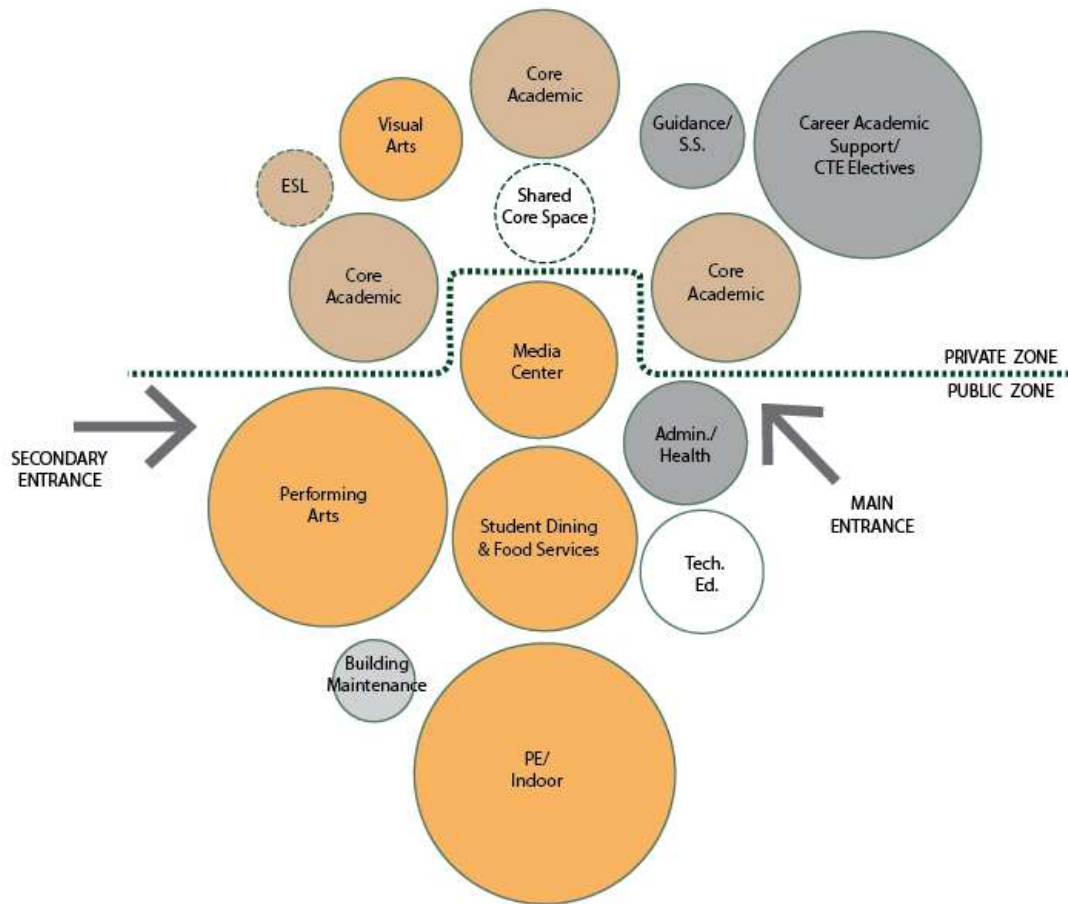 Core
Academic
Visual
Arts
Guidance/
S.S.
Career Academic
Support/
CTE Electives
ESL
Shared
Core Space
Core
Academic
Core
Academic
Media
Center
PRIVATE ZONE
PUBLIC ZONE
SECONDARY
ENTRANCE
Admin./
Health
MAIN
ENTRANCE
Performing
Arts
Student Dining
& Food Services
Tech.
Ed.
Building
Maintenance
PE/
Indoor